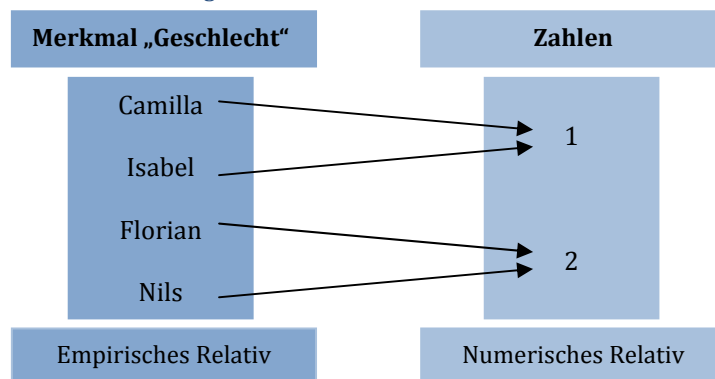 Merkmal „Geschlecht“
Zahlen
Camilla
Isabel
Florian
Nils
1
2
Empirisches Relativ
Numerisches Relativ